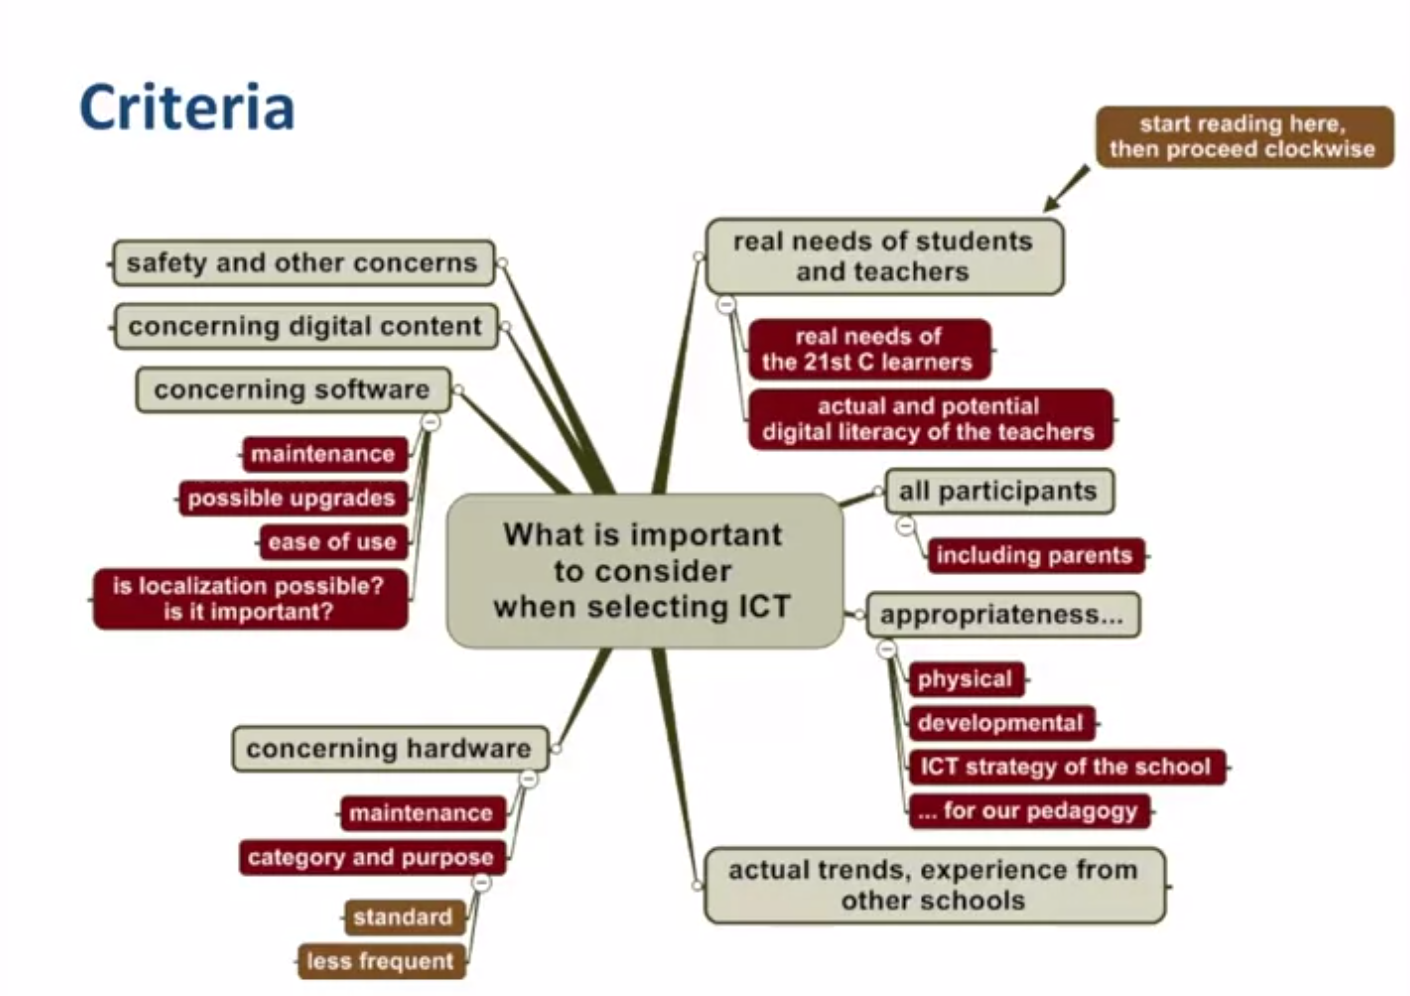 Criteria
start reading here,
then proceed clockwise
real needs of students
and teachers
real needs of
the 21st C learners
actual and potential
digital literacy of the teachers
all participants
including parents
appropriateness...
physical
developmental
ICT strategy of the school
... for our pedagogy
actual trends, experience from
other schools
concerning hardware
maintenance
category and purpose
standard
less frequent
concerning software
maintenance
possible upgrades
ease of use
is localization possible?
is it important?
concerning digital content
safety and other concerns
What is important
to consider
when selecting ICT